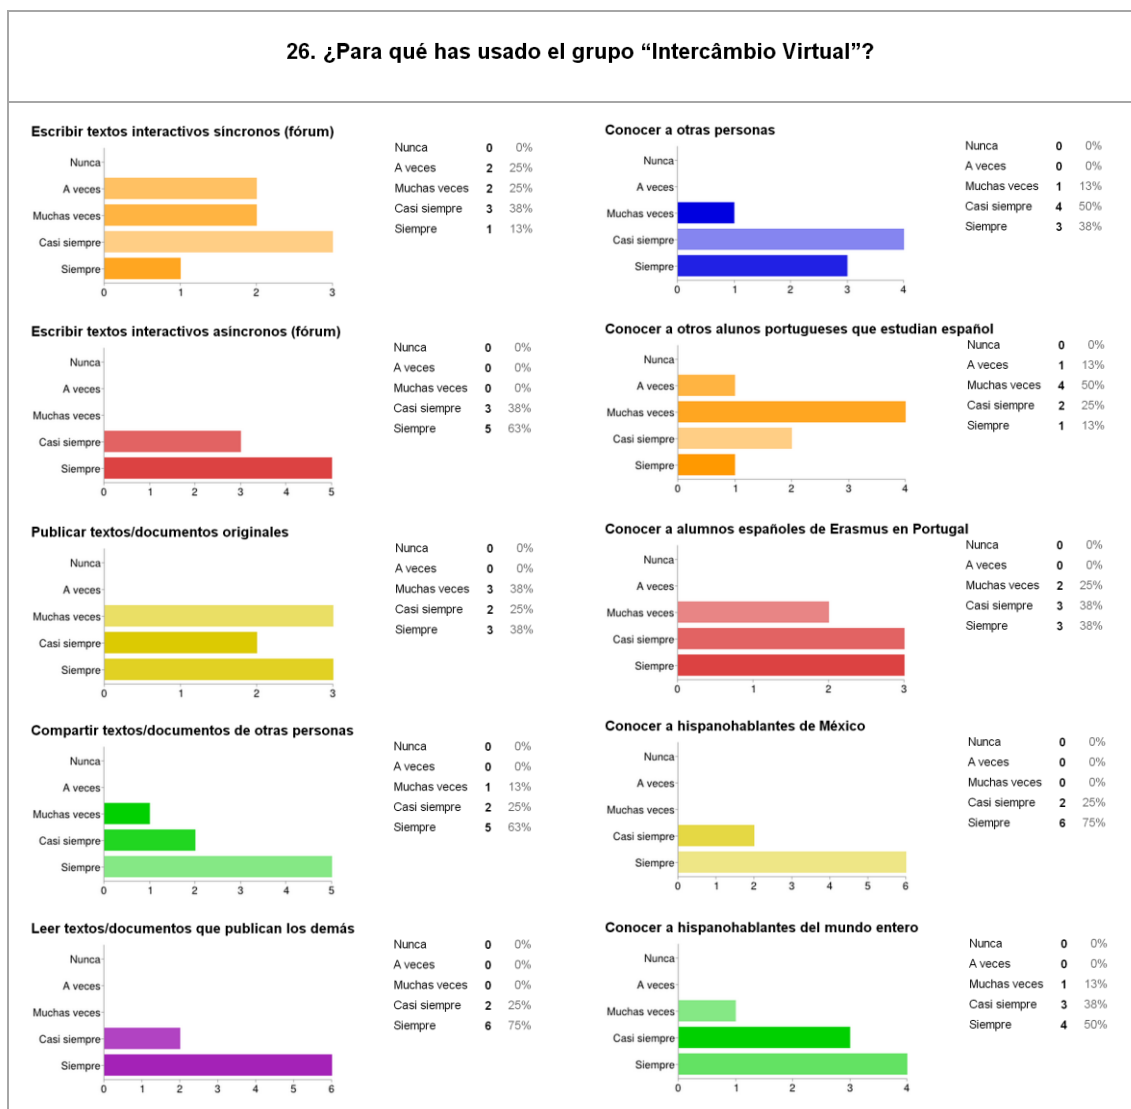 26. ¿Para qué has usado el grupo “Intercâmbio Virtual”?
Escribir textos interactivos síncronos (fórum)
Nunca
A veces
Muchas veces
Casi siempre
Siempre
0 1 2 3
Nunca 0 0%
A veces 2 25%
Muchas veces 2 25%
Casi siempre 3 38%
Siempre 1 13%
Escribir textos interactivos asíncronos (fórum)
Nunca
A veces
Muchas veces
Casi siempre
Siempre
0 1 2 3 4 5
Nunca 0 0%
A veces 0 0%
Muchas veces 0 0%
Casi siempre 3 38%
Siempre 5 63%
Publicar textos/documentos originales
Nunca
A veces
Muchas veces
Casi siempre
Siempre
0 1 2 3
Nunca 0 0%
A veces 0 0%
Muchas veces 3 38%
Casi siempre 2 25%
Siempre 3 38%
Compartir textos/documentos de otras personas
Nunca
A veces
Muchas veces
Casi siempre
Siempre
0 1 2 3 4 5
Nunca 0 0%
A veces 0 0%
Muchas veces 1 13%
Casi siempre 2 25%
Siempre 5 63%
Leer textos/documentos que publican los demás
Nunca
A veces
Muchas veces
Casi siempre
Siempre
0 1 2 3 4 5 6
Nunca 0 0%
A veces 0 0%
Muchas veces 0 0%
Casi siempre 2 25%
Siempre 6 75%
Conocer a otras personas
Nunca
A veces
Muchas veces
Casi siempre
Siempre
0 1 2 3 4
Nunca 0 0%
A veces 0 0%
Muchas veces 1 13%
Casi siempre 4 50%
Siempre 3 38%
Conocer a otros alunos portugueses que estudian español
Nunca
A veces
Muchas veces
Casi siempre
Siempre
0 1 2 3 4
Nunca 0 0%
A veces 1 13%
Muchas veces 4 50%
Casi siempre 2 25%
Siempre 1 13%
Conocer a alumnos españoles de Erasmus en Portugal
Nunca
A veces
Muchas veces
Casi siempre
Siempre
0 1 2 3
Nunca 0 0%
A veces 0 0%
Muchas veces 2 25%
Casi siempre 3 38%
Siempre 3 38%
Conocer a hispanohablantes de México
Nunca
A veces
Muchas veces
Casi siempre
Siempre
0 1 2 3 4 5 6
Nunca 0 0%
A veces 0 0%
Muchas veces 0 0%
Casi siempre 2 25%
Siempre 6 75%
Conocer a hispanohablantes del mundo entero
Nunca
A veces
Muchas veces
Casi siempre
Siempre
0 1 2 3 4
Nunca 0 0%
A veces 0 0%
Muchas veces 1 13%
Casi siempre 3 38%
Siempre 4 50%